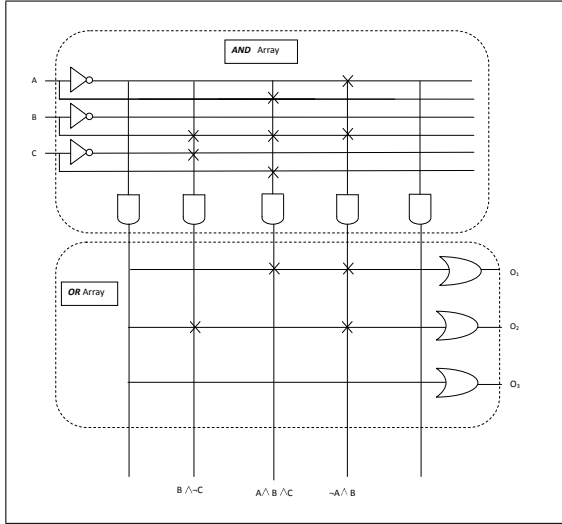 AND Array
A
B
C
OR Array
O₁
O₂
O₃
B ∧¬C
A∧ B ∧C
¬A∧ B